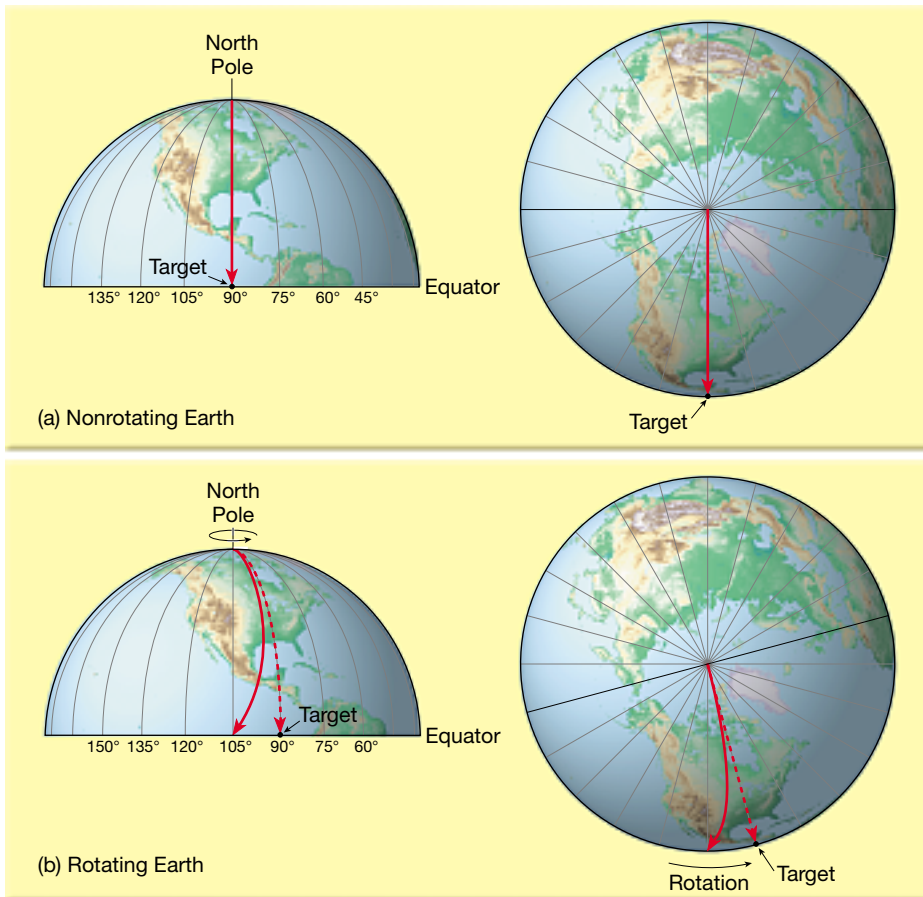 North
Pole
Target
Equator
135° 120° 105° 90° 75° 60° 45°
Target
(a) Nonrotating Earth
North
Pole
Target
Equator
150° 135° 120° 105° 90° 75° 60°
Target
Rotation
(b) Rotating Earth